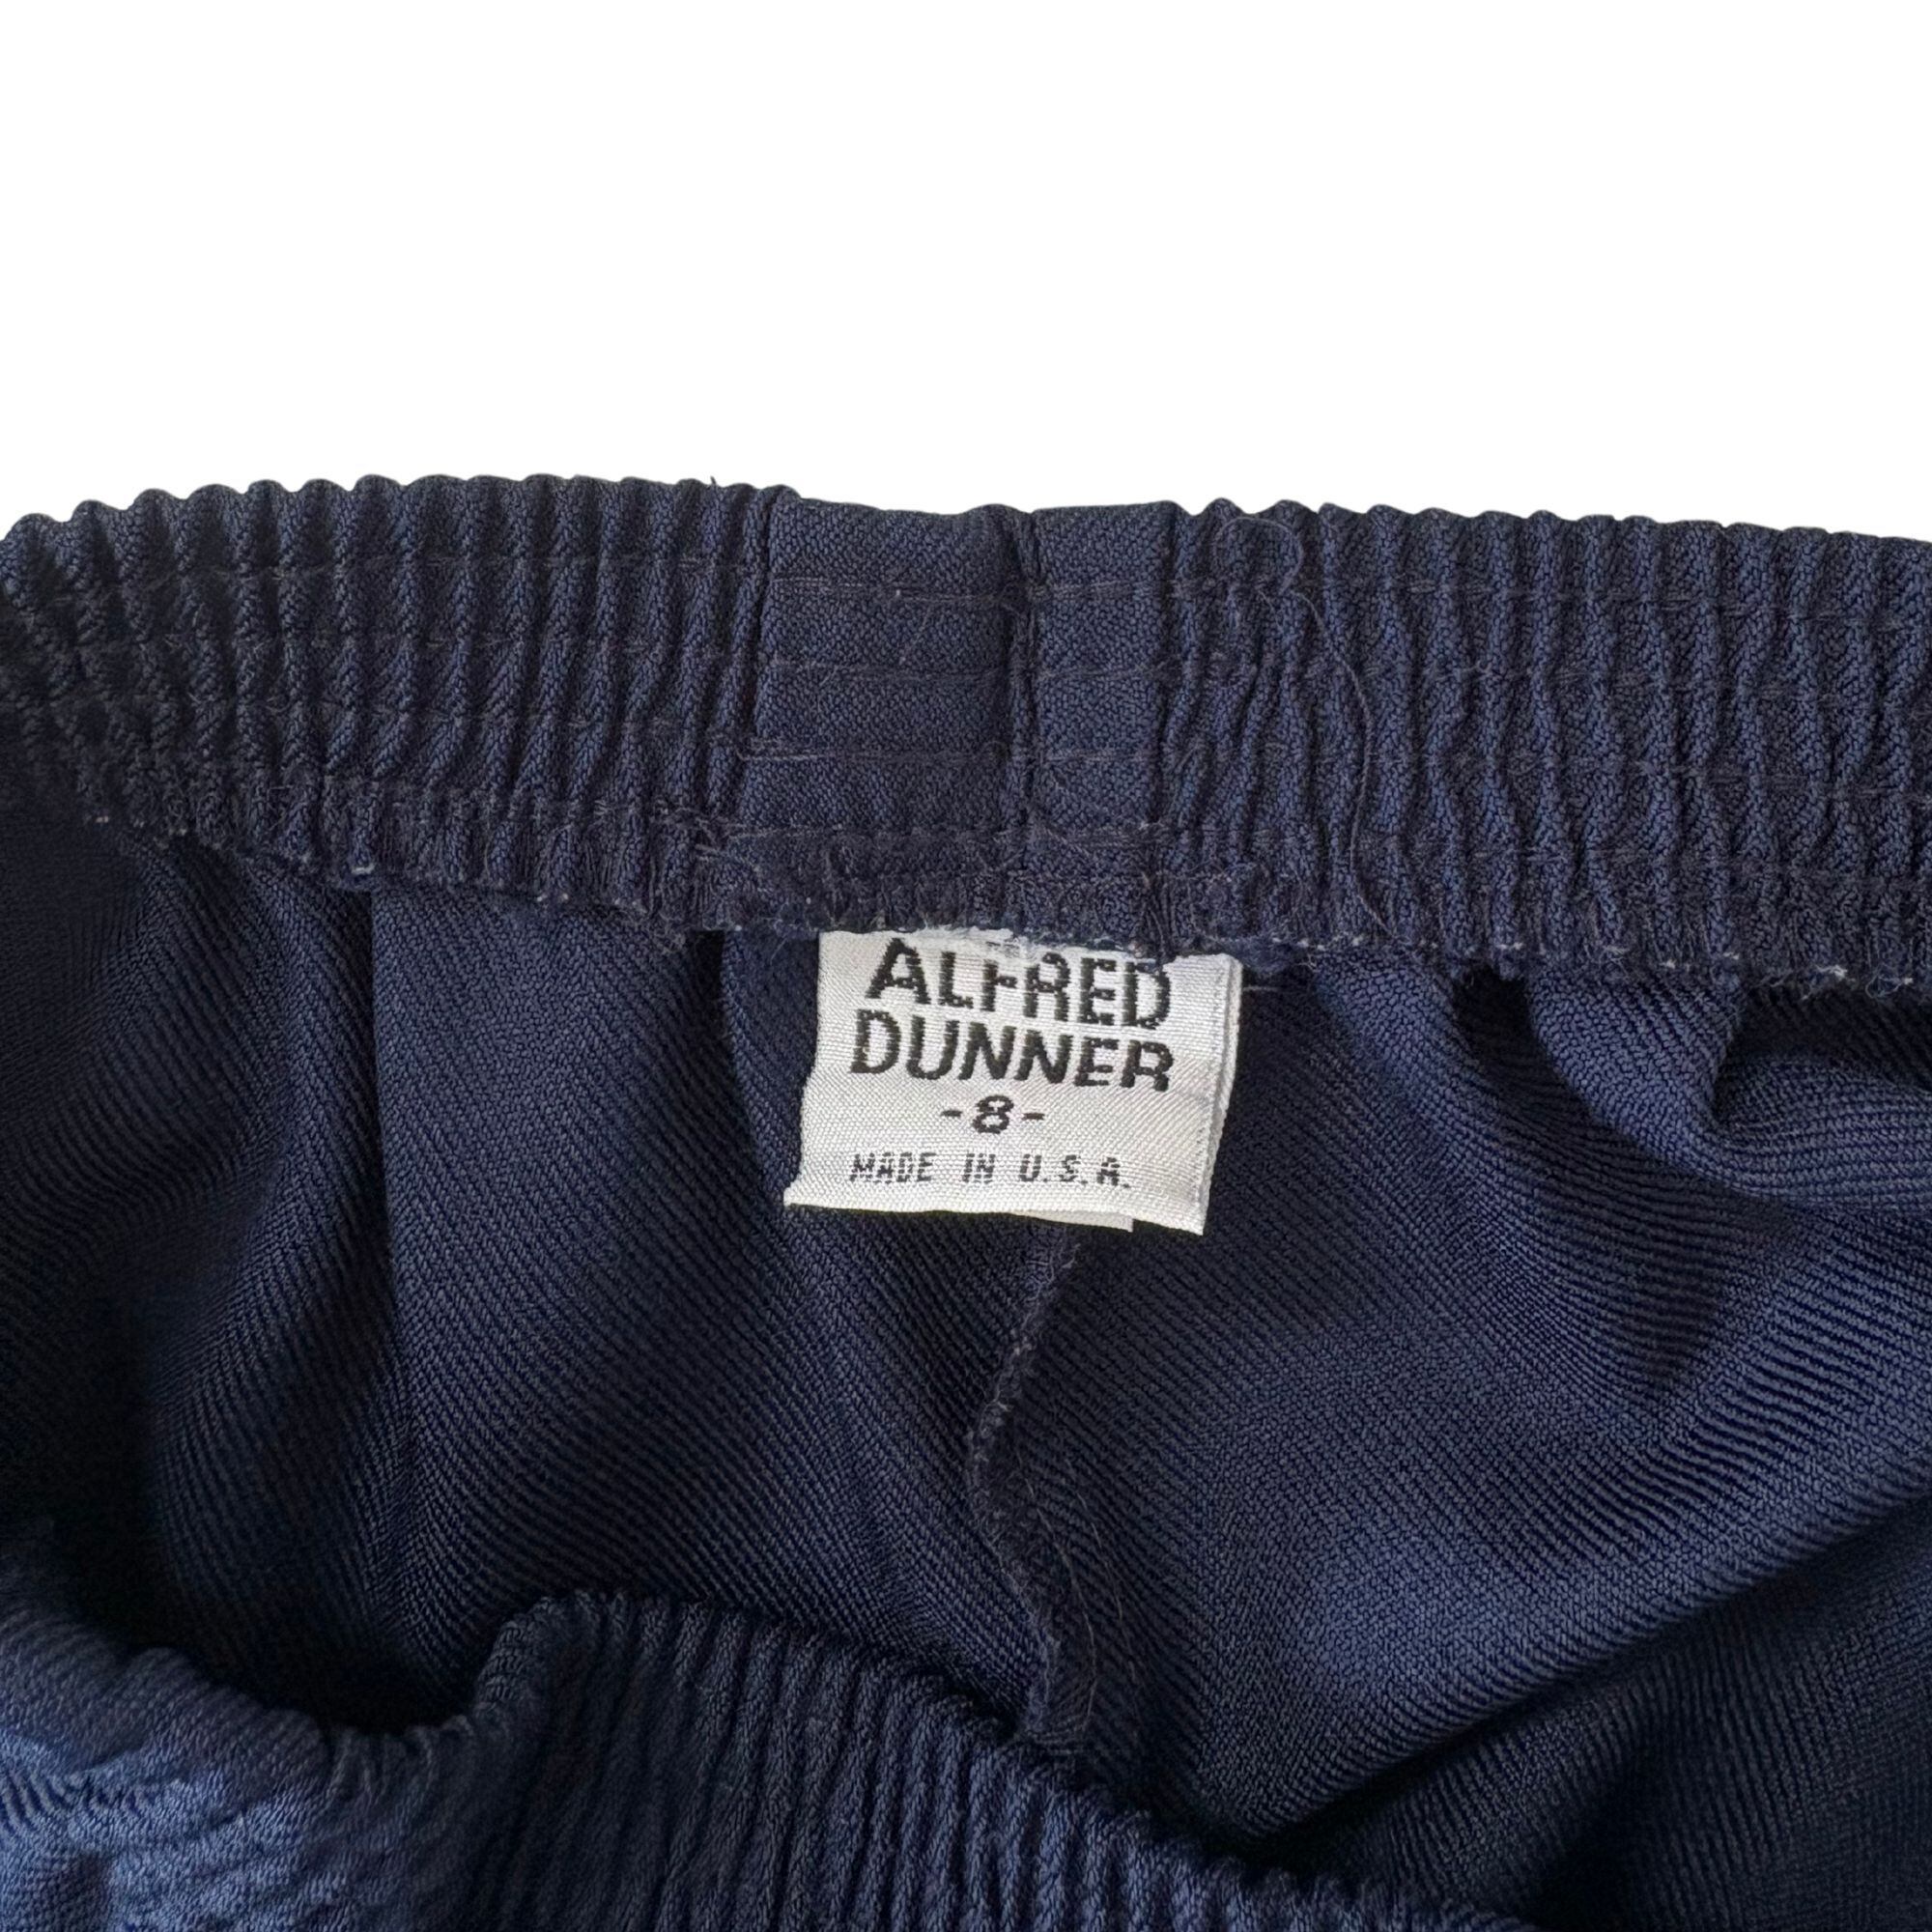 ALFRED
DUNNER
-8-
MADE IN U.S.A.